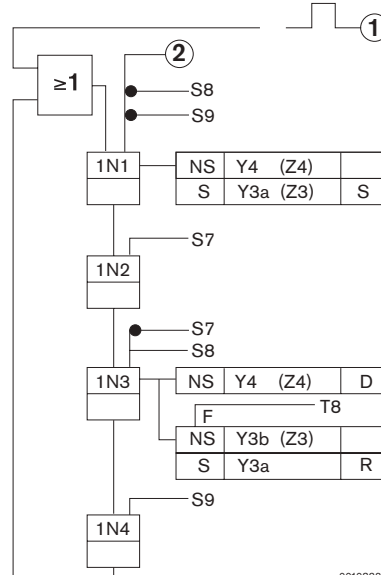 1
2
≥1
S8
S9
1N1 NS Y4 (Z4)
S Y3a (Z3) S
S7
1N2
S7
S8
1N3 NS Y4 (Z4) D
T8
F
NS Y3b (Z3)
S Y3a R
S9
1N4